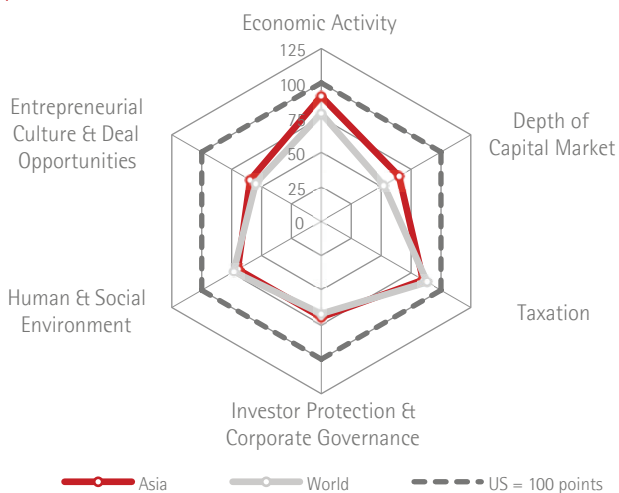 Economic Activity
125
100
75
50
25
0
Entrepreneurial
Culture & Deal
Opportunities
Depth of
Capital Market
Human & Social
Environment
Taxation
Investor Protection &
Corporate Governance
Asia
World
US = 100 points